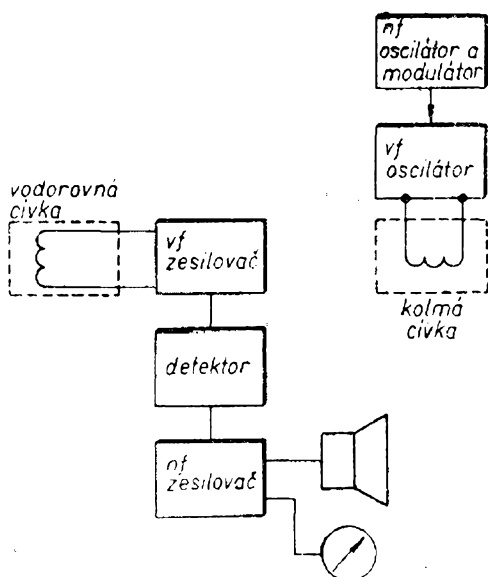 nf
oscilátor a
modulátor
vf
oscilátor
kolmá
cívka
vodorovná
cívka
vf
zesilovač
detektor
nf
zesilovač